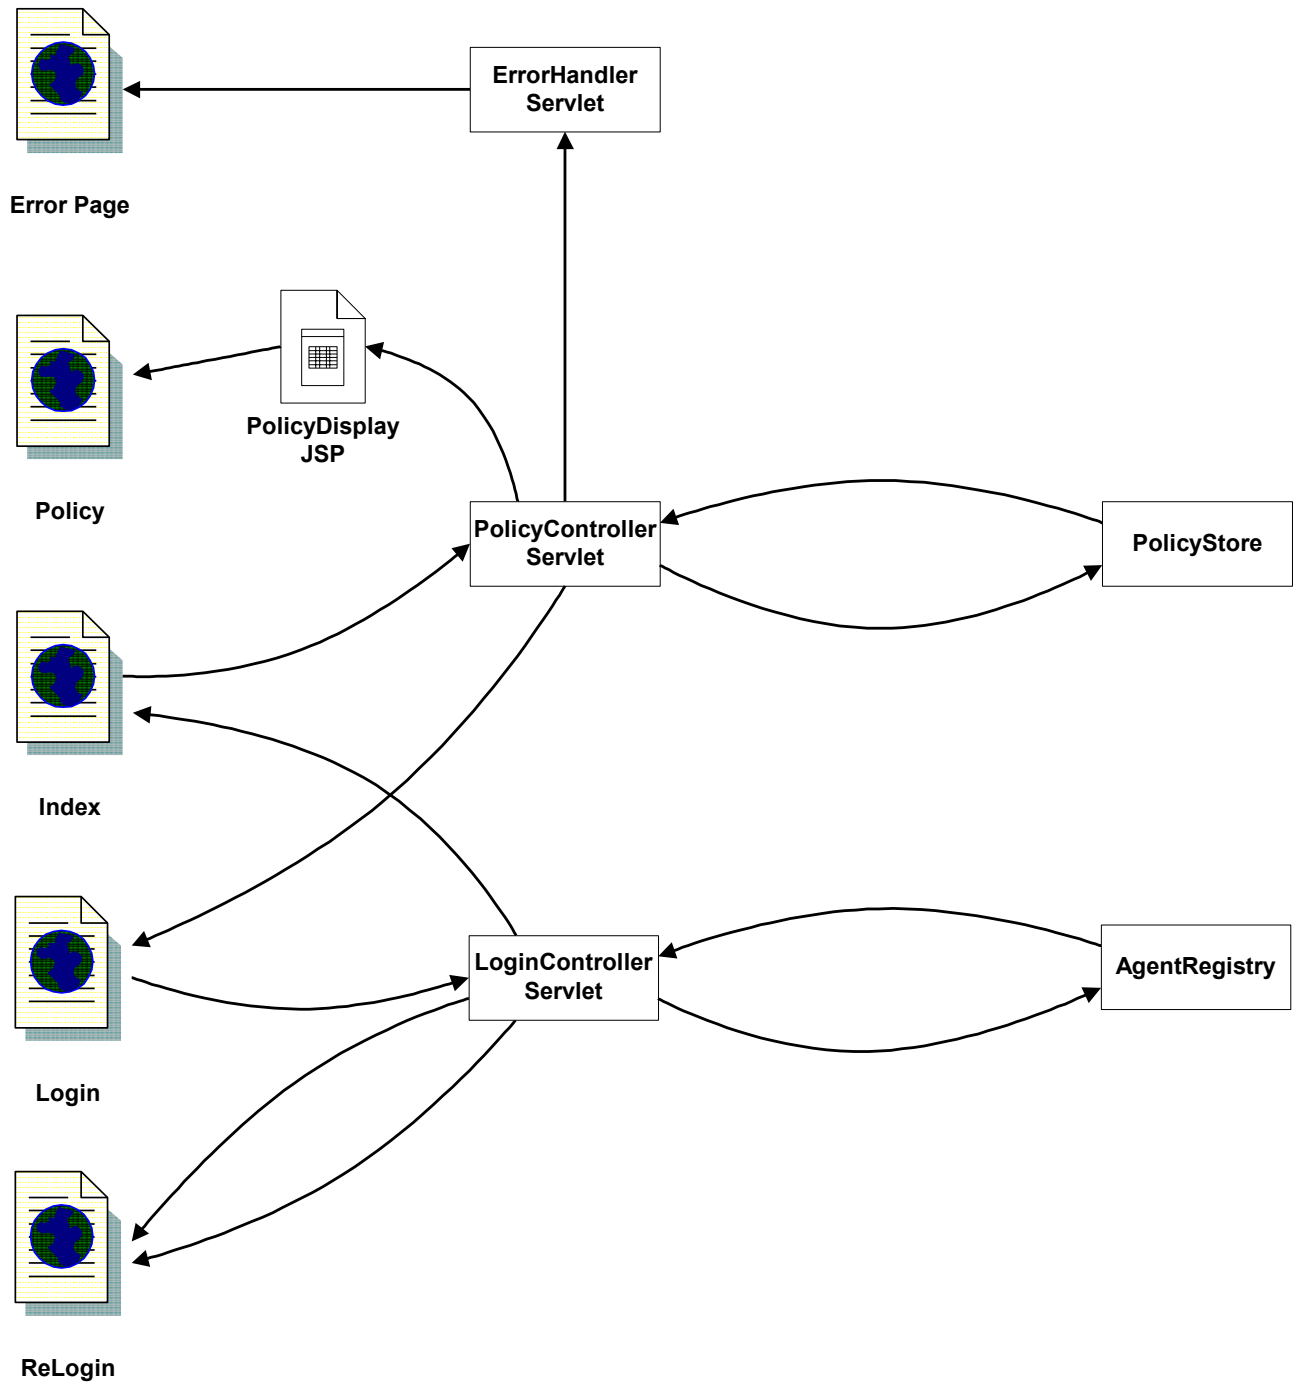 ErrorHandler
Servlet
Error Page
PolicyDisplay
JSP
Policy
PolicyController
Servlet
PolicyStore
Index
LoginController
Servlet
AgentRegistry
Login
ReLogin